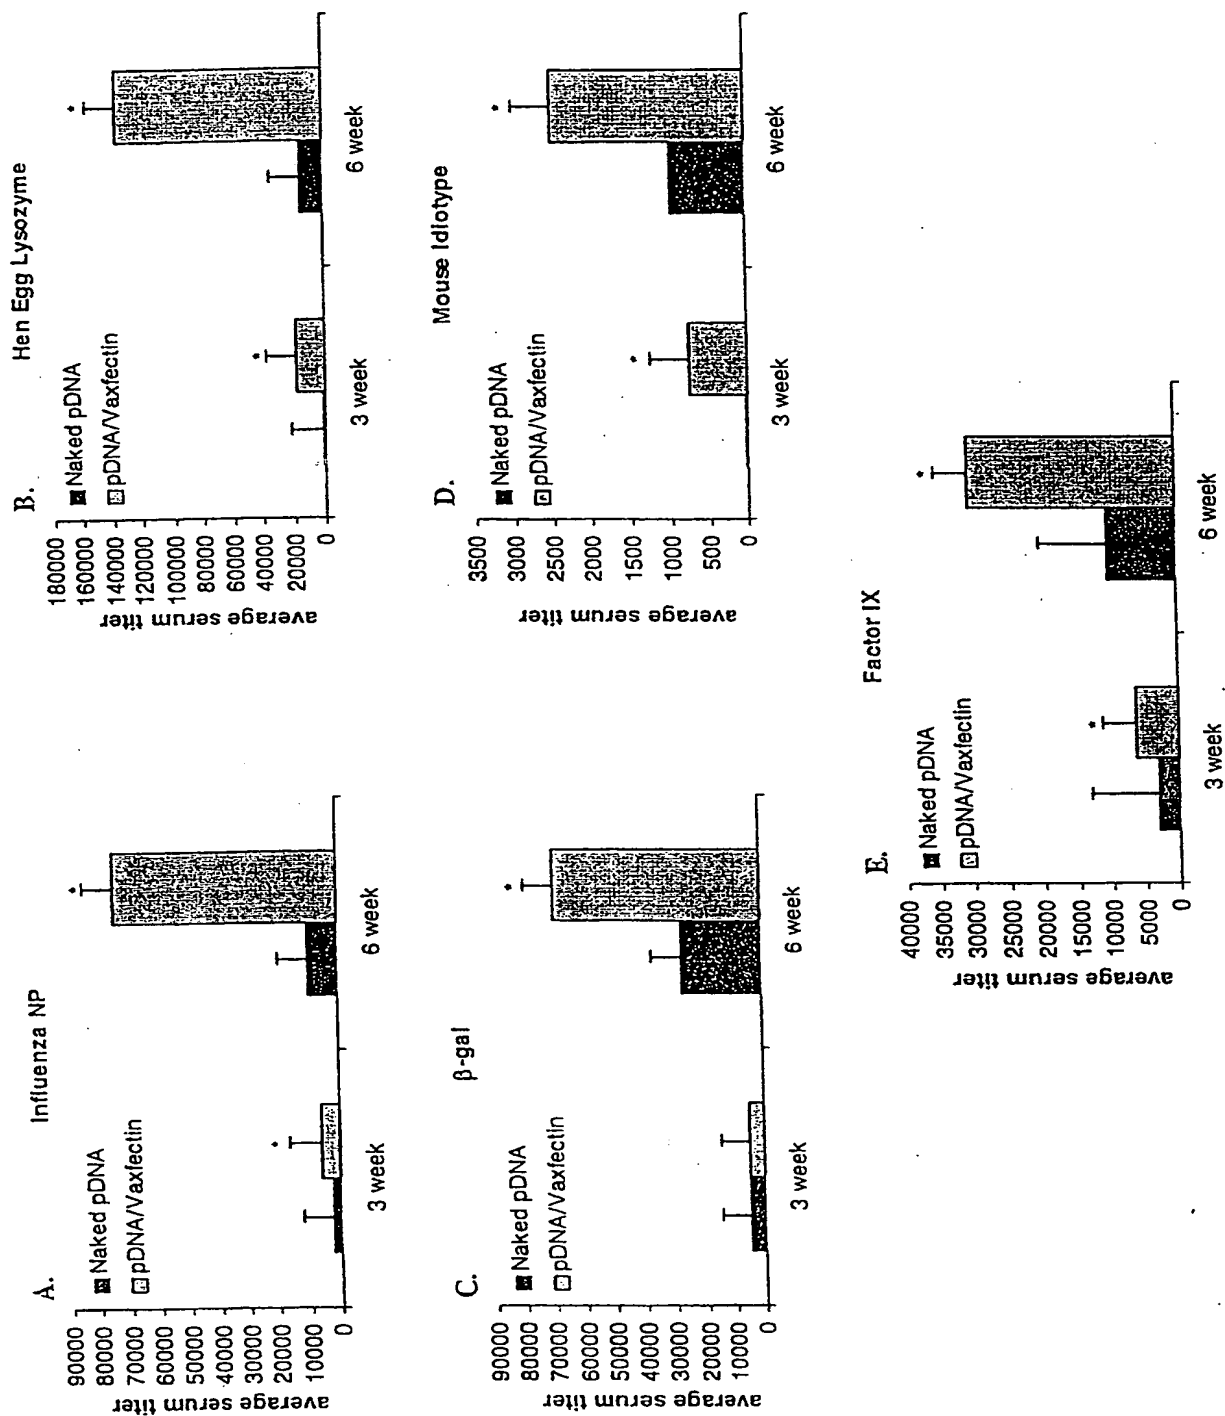 A.
Influenza NP
Naked pDNA
pDNA/Vaxfectin
average serum titer
90000
80000
70000
60000
50000
40000
30000
20000
10000
0
*
*
3 week
6 week
B.
Hen Egg Lysozyme
Naked pDNA
pDNA/Vaxfectin
average serum titer
180000
160000
140000
120000
100000
80000
60000
40000
20000
0
*
*
3 week
6 week
C.
β-gal
Naked pDNA
pDNA/Vaxfectin
average serum titer
90000
80000
70000
60000
50000
40000
30000
20000
10000
0
*
3 week
6 week
D.
Mouse Idiotype
Naked pDNA
pDNA/Vaxfectin
average serum titer
3500
3000
2500
2000
1500
1000
500
0
*
*
3 week
6 week
E.
Factor IX
Naked pDNA
pDNA/Vaxfectin
average serum titer
40000
35000
30000
25000
20000
15000
10000
5000
0
*
*
3 week
6 week